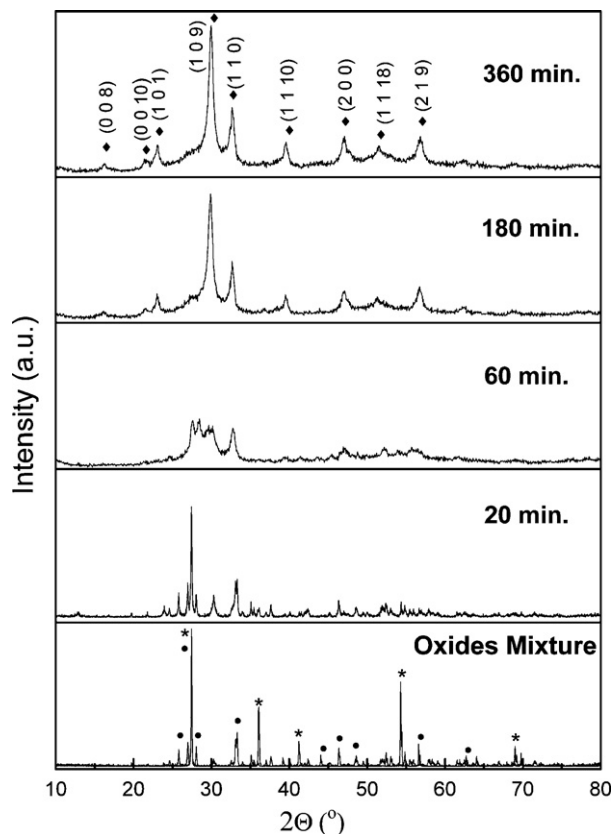 (0 0 8)
(0 0 10)
(1 0 1)
(1 0 9)
(1 1 0)
(1 1 10)
(2 0 0)
(1 1 18)
(2 1 9)
360 min.
180 min.
60 min.
20 min.
Oxides Mixture
Intensity (a.u.)
10 20 30 40 50 60 70 80
2Θ (°)